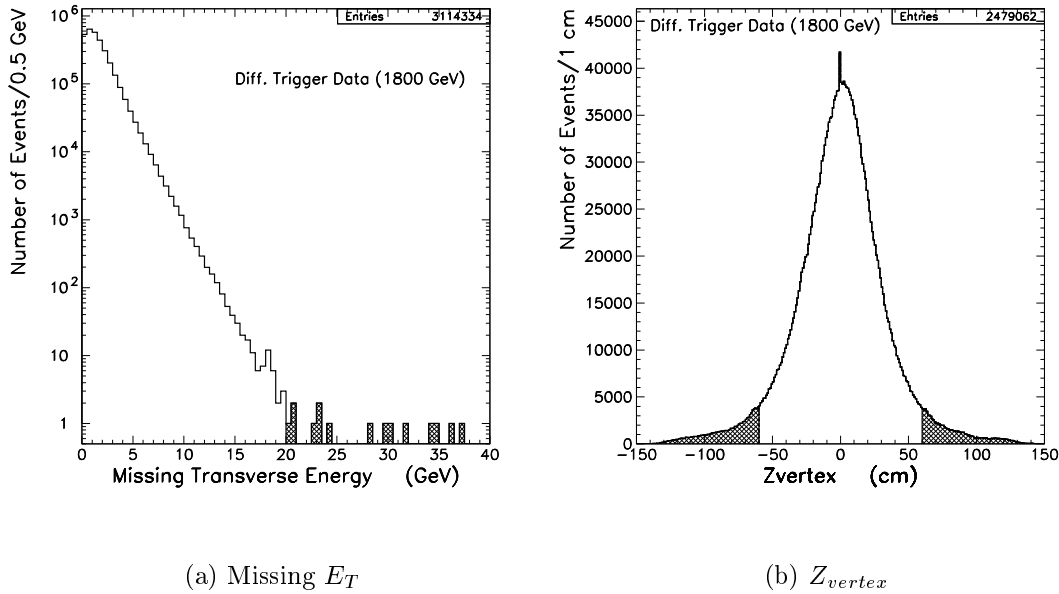 Entries 3114334
Diff. Trigger Data (1800 GeV)
Number of Events/0.5 GeV
10^6
10^5
10^4
10^3
10^2
10
1
0 5 10 15 20 25 30 35 40
Missing Transverse Energy (GeV)
(a) Missing E_T
Entries 2479062
Diff. Trigger Data (1800 GeV)
Number of Events/1 cm
45000
40000
35000
30000
25000
20000
15000
10000
5000
0
−150 −100 −50 0 50 100 150
Zvertex (cm)
(b) Z_{vertex}